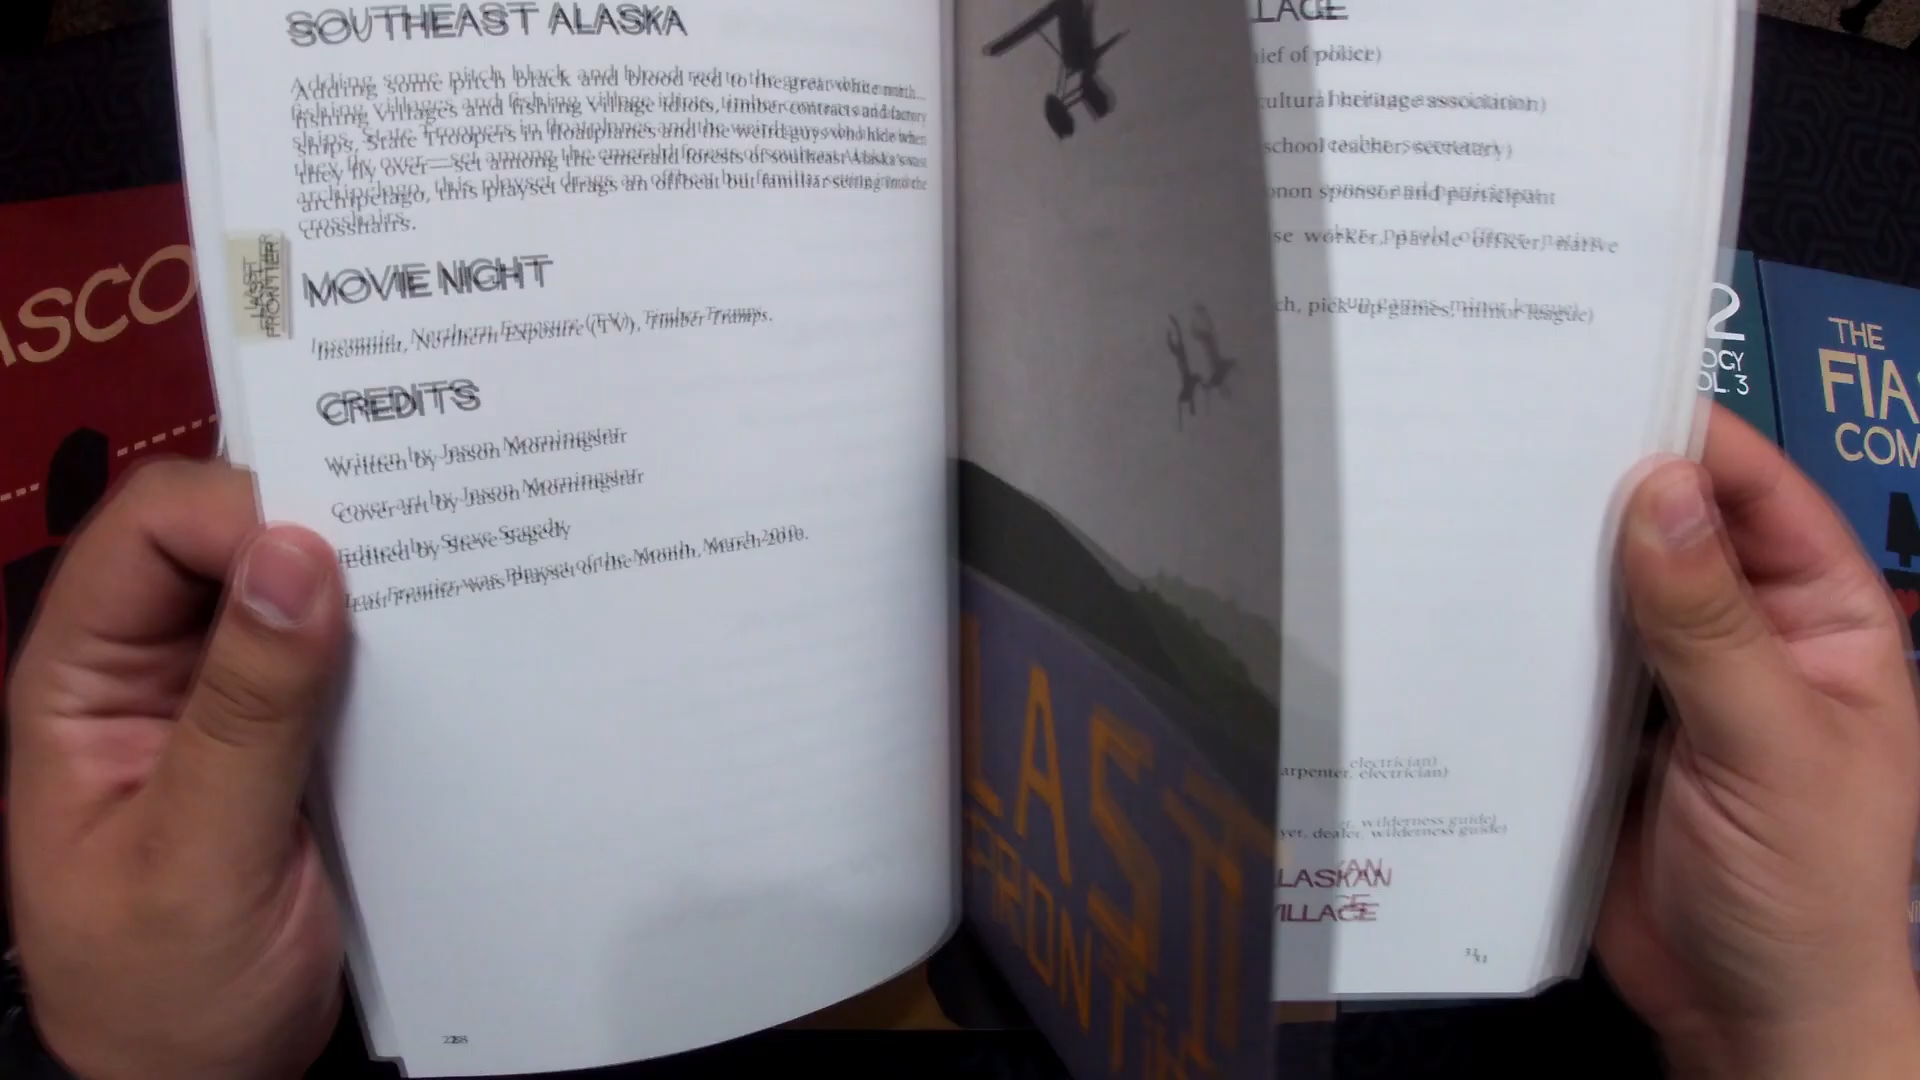 SOUTHEAST ALASKA
Adding some pitch black and blood red to the great white north...
fishing villages and fishing village idiots, timber contracts and factory
ships, State Troopers in floatplanes and the weird guys who hide when
they fly over—set among the emerald forests of southeast Alaska's vast
archipelago, this playset drags an offbeat but familiar setting into the
crosshairs.
LAST
FRONTIER
MOVIE NIGHT
Insomnia, Northern Exposure (TV), Timber Tramps.
CREDITS
Written by Jason Morningstar
Cover art by Jason Morningstar
Edited by Steve Segedy
Last Frontier was Playset of the Month, March 2010.
LAST
FRONTI
LAGE
ief of police)
cultural heritage association)
school teacher, secretary)
non sponsor and participant
se worker, parole officer, native
ch, pick-up games, minor league)
arpenter, electrician)
yer, dealer, wilderness guide)
LASKAN
ILLAGE
ASCO
2
OGY
OL. 3
THE
FIAS
COM